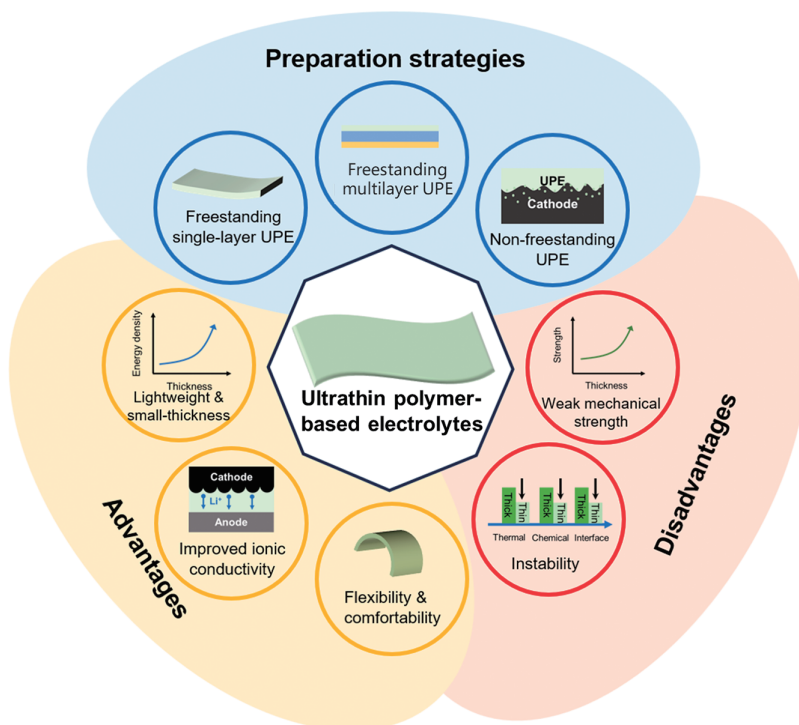 Preparation strategies
Freestanding
single-layer UPE
Freestanding
multilayer UPE
UPE
Cathode
Non-freestanding
UPE
Ultrathin polymer-
based electrolytes
Energy density
Thickness
Lightweight &
small-thickness
Cathode
Li⁺
Anode
Improved ionic
conductivity
Flexibility &
comfortability
Advantages
Strength
Thickness
Weak mechanical
strength
Thick
Thin
Thick
Thin
Thick
Thin
Thermal Chemical Interface
Instability
Disadvantages